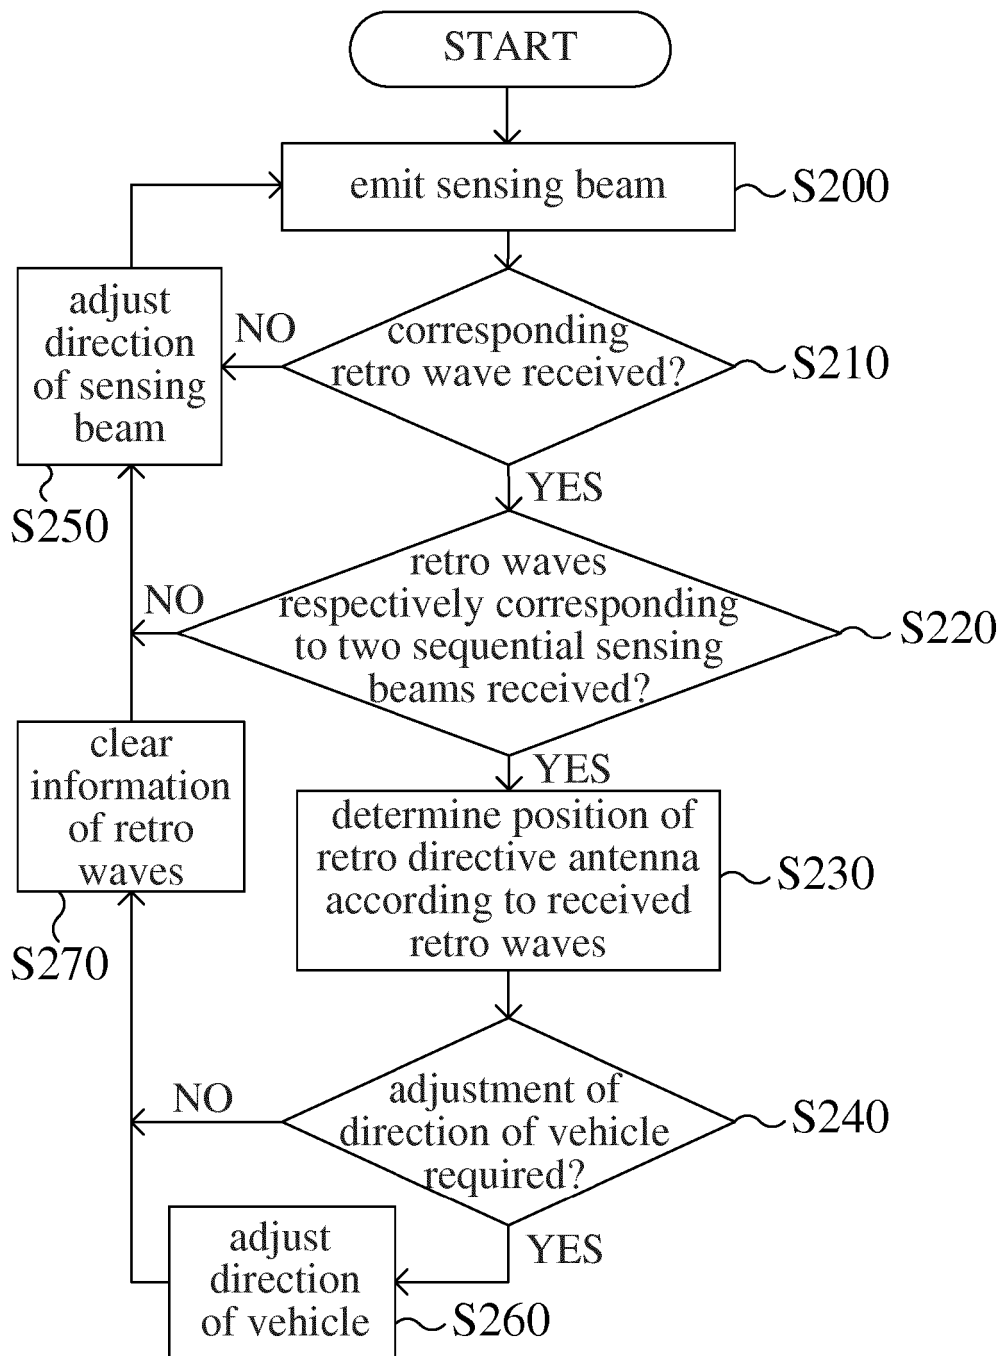 START
emit sensing beam
S200
adjust
direction
of sensing
beam
S250
NO
corresponding
retro wave received?
S210
YES
retro waves
respectively corresponding
to two sequential sensing
beams received?
S220
NO
YES
clear
information
of retro
waves
S270
determine position of
retro directive antenna
according to received
retro waves
S230
NO
adjustment of
direction of vehicle
required?
S240
YES
adjust
direction
of vehicle
S260